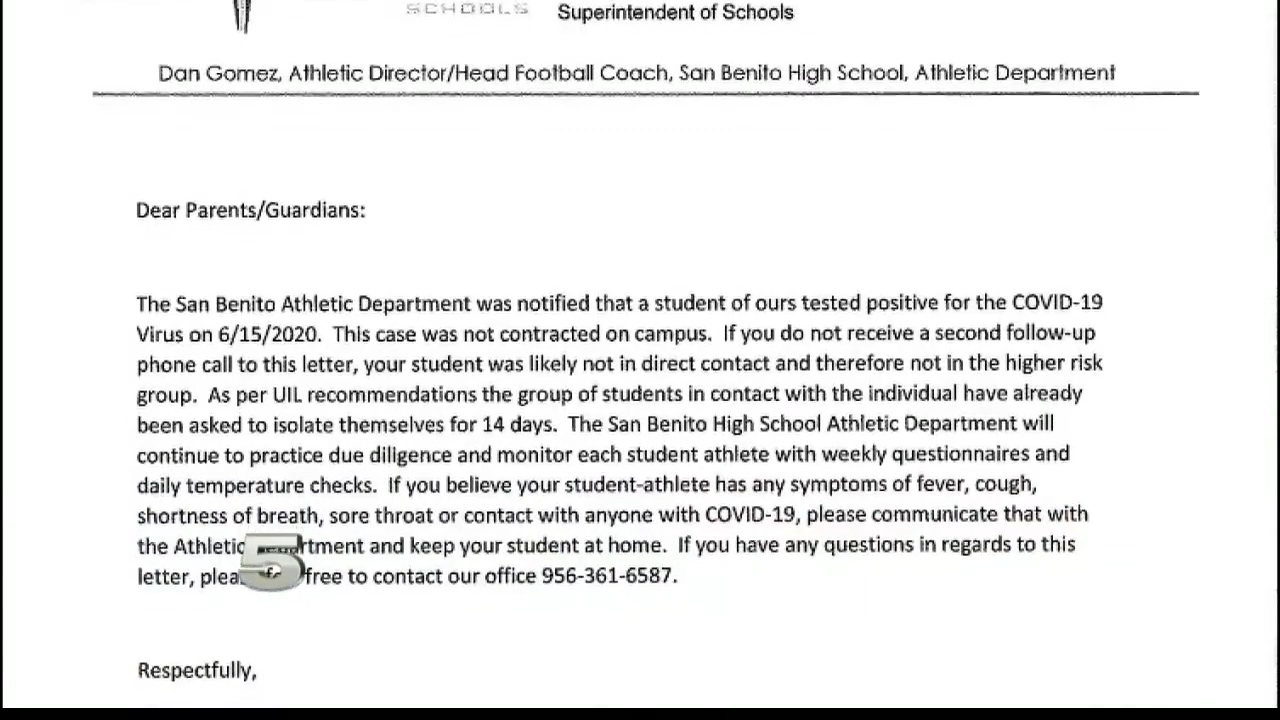 SCHOOLS
Superintendent of Schools
Dan Gomez, Athletic Director/Head Football Coach, San Benito High School, Athletic Department
Dear Parents/Guardians:
The San Benito Athletic Department was notified that a student of ours tested positive for the COVID-19
Virus on 6/15/2020.  This case was not contracted on campus.  If you do not receive a second follow-up
phone call to this letter, your student was likely not in direct contact and therefore not in the higher risk
group.  As per UIL recommendations the group of students in contact with the individual have already
been asked to isolate themselves for 14 days.  The San Benito High School Athletic Department will
continue to practice due diligence and monitor each student athlete with weekly questionnaires and
daily temperature checks.  If you believe your student-athlete has any symptoms of fever, cough,
shortness of breath, sore throat or contact with anyone with COVID-19, please communicate that with
the Athletic and keep your student at home.  If you have any questions in regards to this
letter, free to contact our office 956-361-6587.
5
Respectfully,